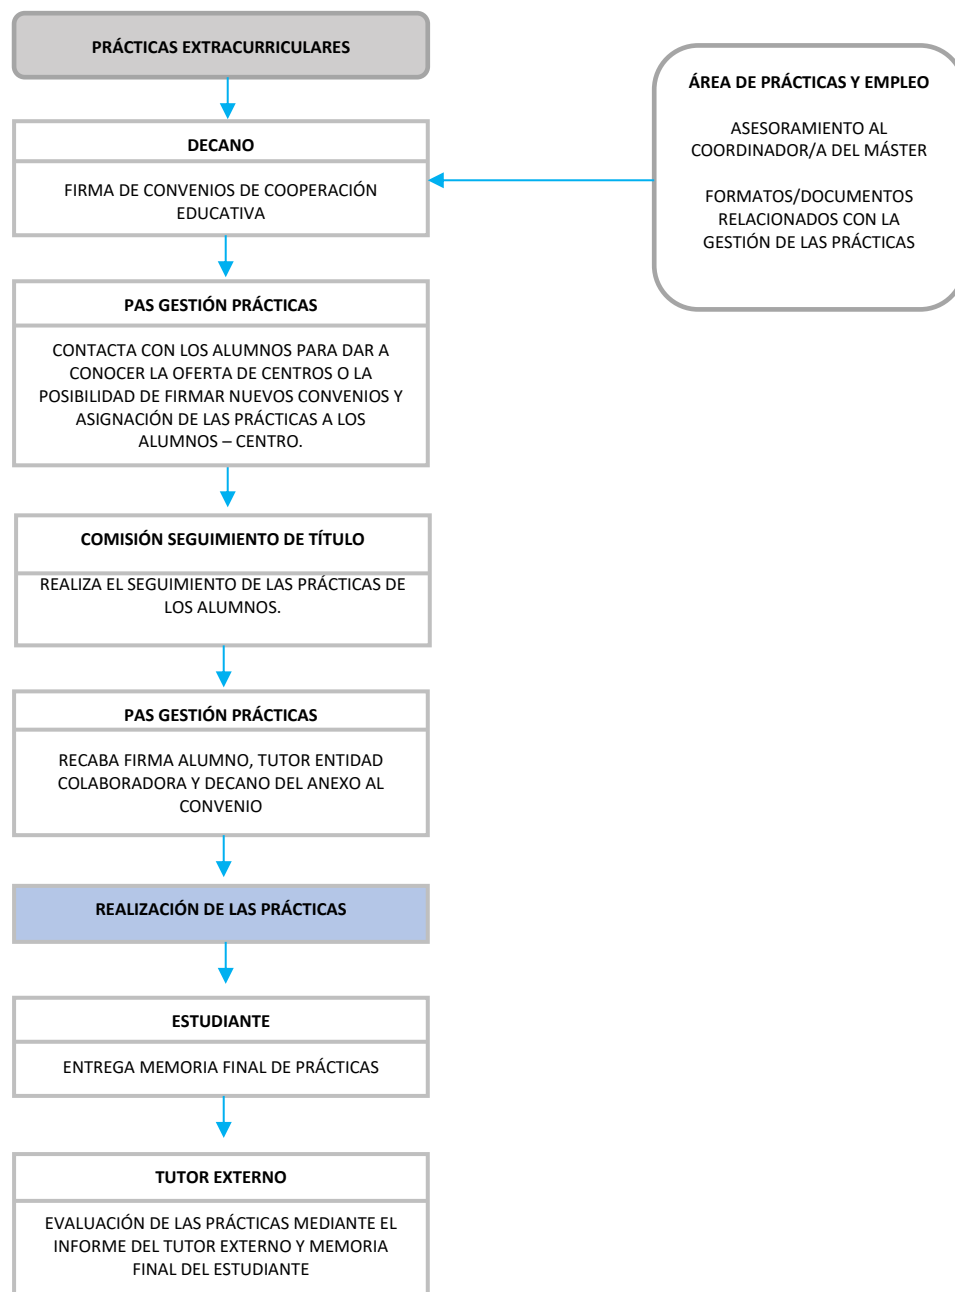 PRÁCTICAS EXTRACURRICULARES
DECANO
FIRMA DE CONVENIOS DE COOPERACIÓN
EDUCATIVA
ÁREA DE PRÁCTICAS Y EMPLEO
ASESORAMIENTO AL
COORDINADOR/A DEL MÁSTER
FORMATOS/DOCUMENTOS
RELACIONADOS CON LA
GESTIÓN DE LAS PRÁCTICAS
PAS GESTIÓN PRÁCTICAS
CONTACTA CON LOS ALUMNOS PARA DAR A
CONOCER LA OFERTA DE CENTROS O LA
POSIBILIDAD DE FIRMAR NUEVOS CONVENIOS Y
ASIGNACIÓN DE LAS PRÁCTICAS A LOS
ALUMNOS – CENTRO.
COMISIÓN SEGUIMIENTO DE TÍTULO
REALIZA EL SEGUIMIENTO DE LAS PRÁCTICAS DE
LOS ALUMNOS.
PAS GESTIÓN PRÁCTICAS
RECABA FIRMA ALUMNO, TUTOR ENTIDAD
COLABORADORA Y DECANO DEL ANEXO AL
CONVENIO
REALIZACIÓN DE LAS PRÁCTICAS
ESTUDIANTE
ENTREGA MEMORIA FINAL DE PRÁCTICAS
TUTOR EXTERNO
EVALUACIÓN DE LAS PRÁCTICAS MEDIANTE EL
INFORME DEL TUTOR EXTERNO Y MEMORIA
FINAL DEL ESTUDIANTE